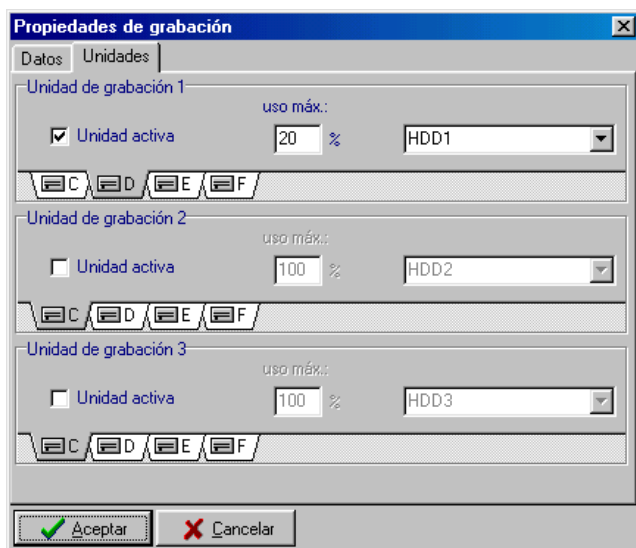 Propiedades de grabación
Datos Unidades
Unidad de grabación 1
uso máx.:
Unidad activa 20 % HDD1
C D E F
Unidad de grabación 2
uso máx.:
Unidad activa 100 % HDD2
C D E F
Unidad de grabación 3
uso máx.:
Unidad activa 100 % HDD3
C D E F
Aceptar Cancelar